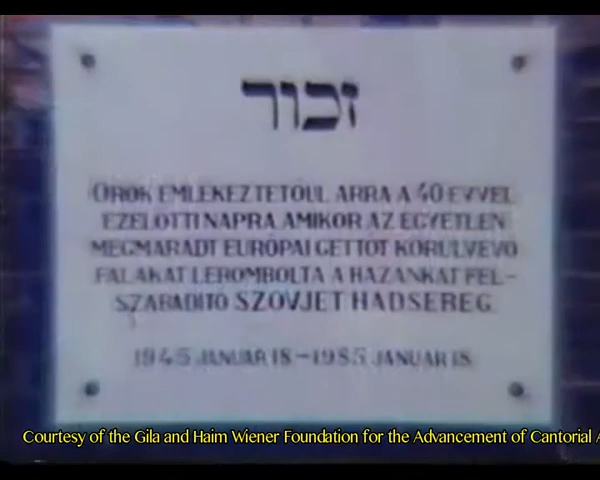 זכור
ÖRÖK EMLÉKEZTETŐÜL ARRA A 40 ÉVVEL
EZELŐTTI NAPRA AMIKOR AZ EGYETLEN
MEGMARADT EURÓPAI GETTÓT KÖRÜLVEVŐ
FALAKAT LEROMBOLTA A HAZÁNKAT FEL-
SZABADÍTÓ SZOVJET HADSEREG
1945 JANUÁR 18 – 1985 JANUÁR 18
Courtesy of the Gila and Haim Wiener Foundation for the Advancement of Cantorial A